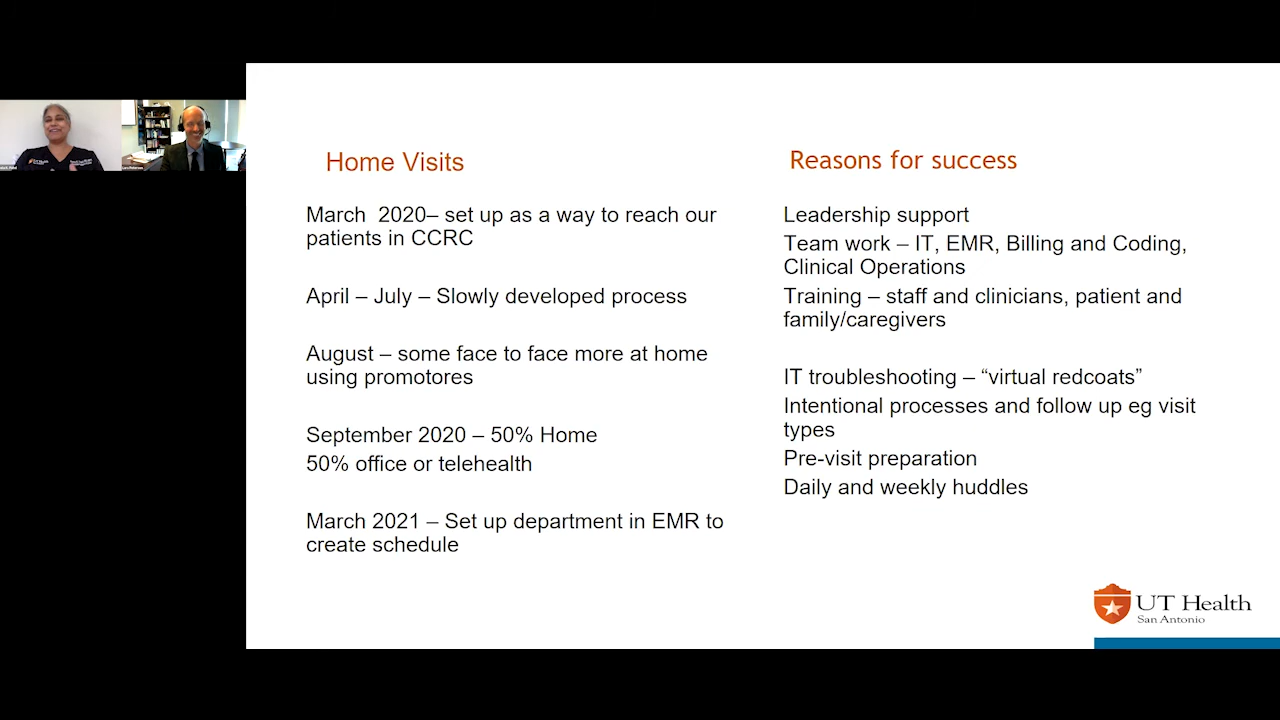 Home Visits
March 2020– set up as a way to reach our
patients in CCRC
April – July – Slowly developed process
August – some face to face more at home
using promotores
September 2020 – 50% Home
50% office or telehealth
March 2021 – Set up department in EMR to
create schedule
Reasons for success
Leadership support
Team work – IT, EMR, Billing and Coding,
Clinical Operations
Training – staff and clinicians, patient and
family/caregivers
IT troubleshooting – “virtual redcoats”
Intentional processes and follow up eg visit
types
Pre-visit preparation
Daily and weekly huddles
UT Health
San Antonio
UT Health